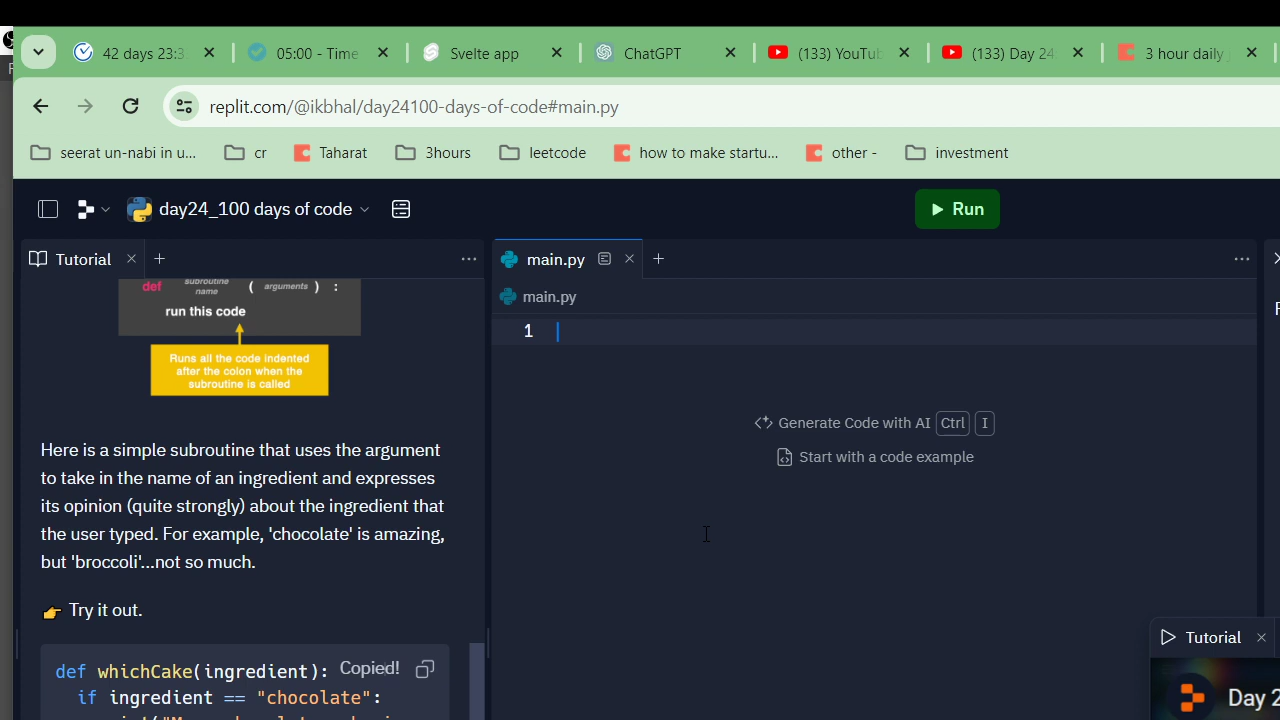 42 days 23:3
05:00 - Time
Svelte app
ChatGPT
(133) YouTub
(133) Day 24
3 hour daily
replit.com/@ikbhal/day24100-days-of-code#main.py
seerat un-nabi in u...
cr
Taharat
3hours
leetcode
how to make startu...
other -
investment
day24_100 days of code
Run
Tutorial
main.py
def subroutine name ( arguments ) :
run this code
Runs all the code indented
after the colon when the
subroutine is called
main.py
1
Generate Code with AI Ctrl I
Start with a code example
Here is a simple subroutine that uses the argument
to take in the name of an ingredient and expresses
its opinion (quite strongly) about the ingredient that
the user typed. For example, 'chocolate' is amazing,
but 'broccoli'...not so much.
👉 Try it out.
def whichCake(ingredient):
Copied!
if ingredient == "chocolate":
Tutorial
Day 2